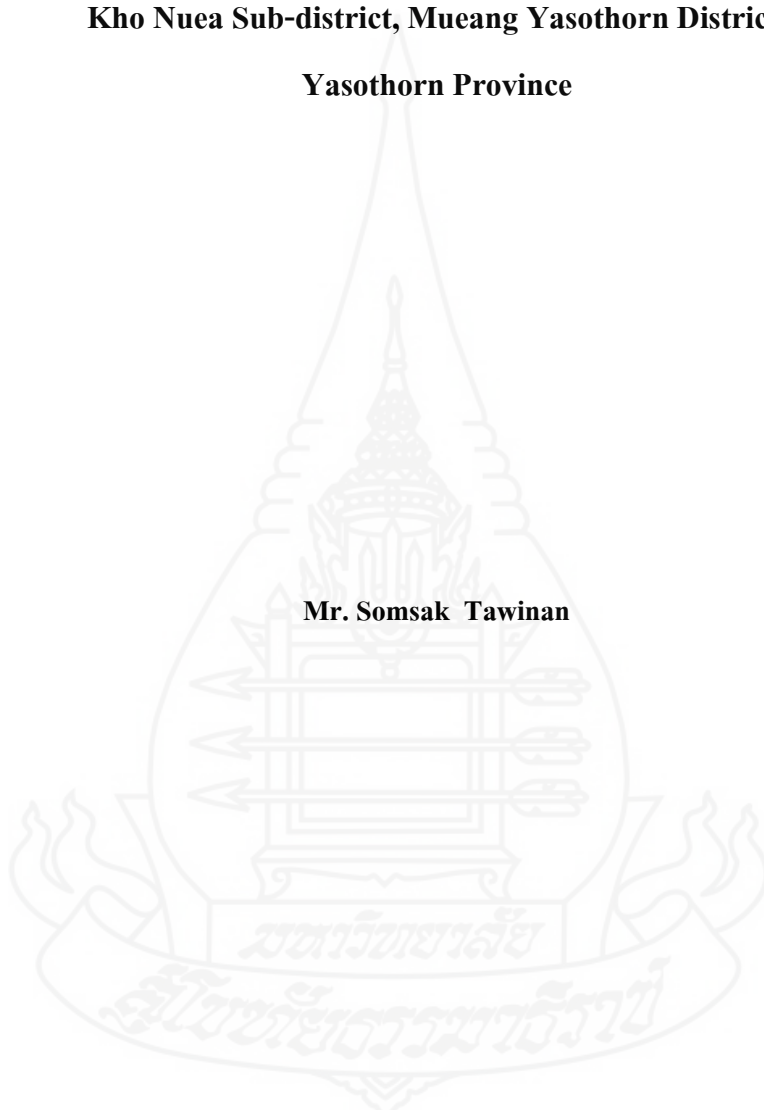 Kho Nuea Sub-district, Mueang Yasothorn Distric
Yasothorn Province
Mr. Somsak Tawinan
มหาวิทยาลัย
สุโขทัยธรรมาธิราช